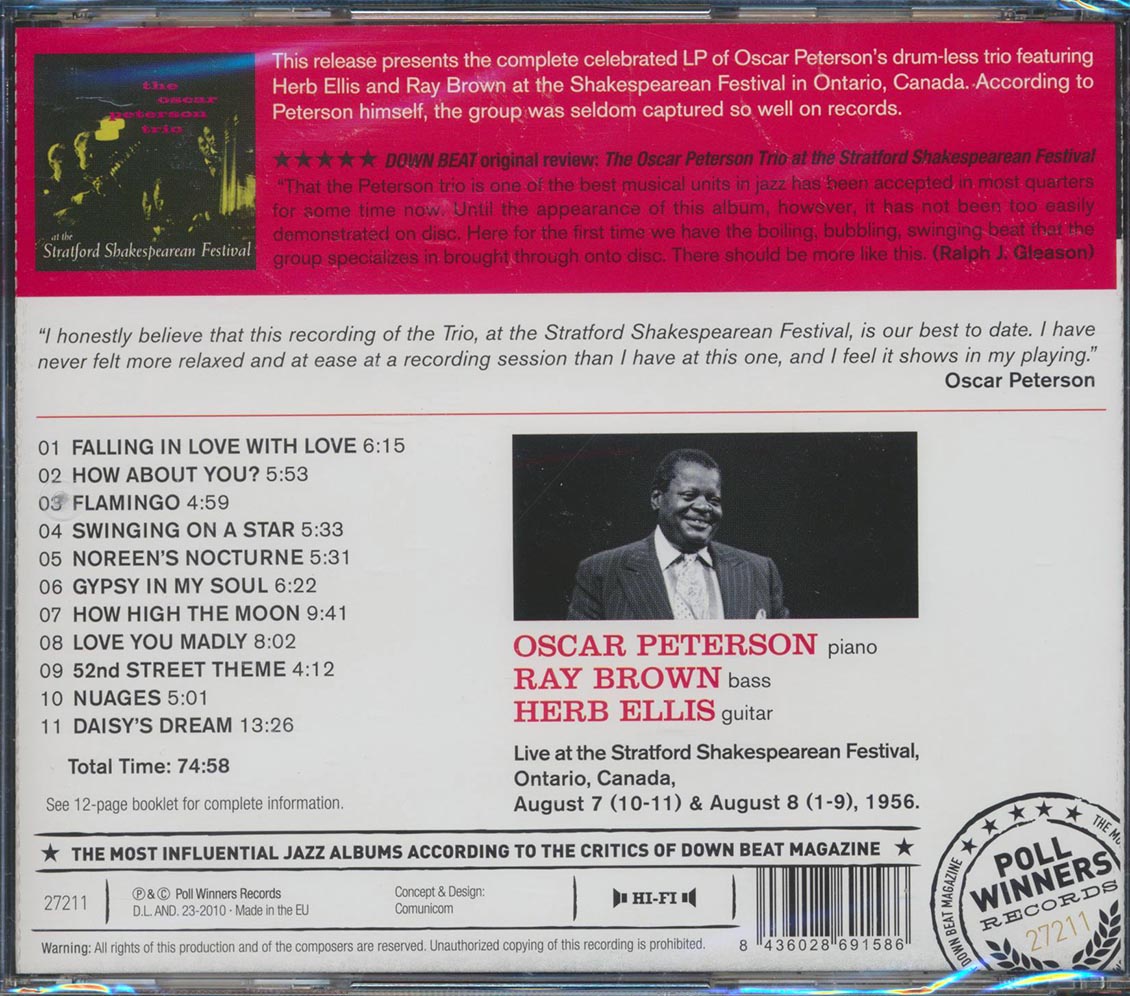 This release presents the complete celebrated LP of Oscar Peterson's drum-less trio featuring
Herb Ellis and Ray Brown at the Shakespearean Festival in Ontario, Canada. According to
Peterson himself, the group was seldom captured so well on records.
the
oscar
peterson
trio
at the
Stratford Shakespearean Festival
★★★★★ DOWN BEAT original review: The Oscar Peterson Trio at the Stratford Shakespearean Festival
"That the Peterson trio is one of the best musical units in jazz has been accepted in most quarters
for some time now. Until the appearance of this album, however, it has not been too easily
demonstrated on disc. Here for the first time we have the boiling, bubbling, swinging beat that the
group specializes in brought through onto disc. There should be more like this. (Ralph J. Gleason)
"I honestly believe that this recording of the Trio, at the Stratford Shakespearean Festival, is our best to date. I have
never felt more relaxed and at ease at a recording session than I have at this one, and I feel it shows in my playing."
Oscar Peterson
01 FALLING IN LOVE WITH LOVE 6:15
02 HOW ABOUT YOU? 5:53
03 FLAMINGO 4:59
04 SWINGING ON A STAR 5:33
05 NOREEN'S NOCTURNE 5:31
06 GYPSY IN MY SOUL 6:22
07 HOW HIGH THE MOON 9:41
08 LOVE YOU MADLY 8:02
09 52nd STREET THEME 4:12
10 NUAGES 5:01
11 DAISY'S DREAM 13:26
Total Time: 74:58
See 12-page booklet for complete information.
OSCAR PETERSON piano
RAY BROWN bass
HERB ELLIS guitar
Live at the Stratford Shakespearean Festival,
Ontario, Canada,
August 7 (10-11) & August 8 (1-9), 1956.
★ THE MOST INFLUENTIAL JAZZ ALBUMS ACCORDING TO THE CRITICS OF DOWN BEAT MAGAZINE ★
27211
℗ & © Poll Winners Records
D.L. AND. 23-2010 · Made in the EU
Concept & Design:
Comunicom
HI-FI
Warning: All rights of this production and of the composers are reserved. Unauthorized copying of this recording is prohibited.
8 436028 691586
DOWN BEAT MAGAZINE ★ ★ ★ ★ ★ THE
POLL
WINNERS
RECORDS
27211